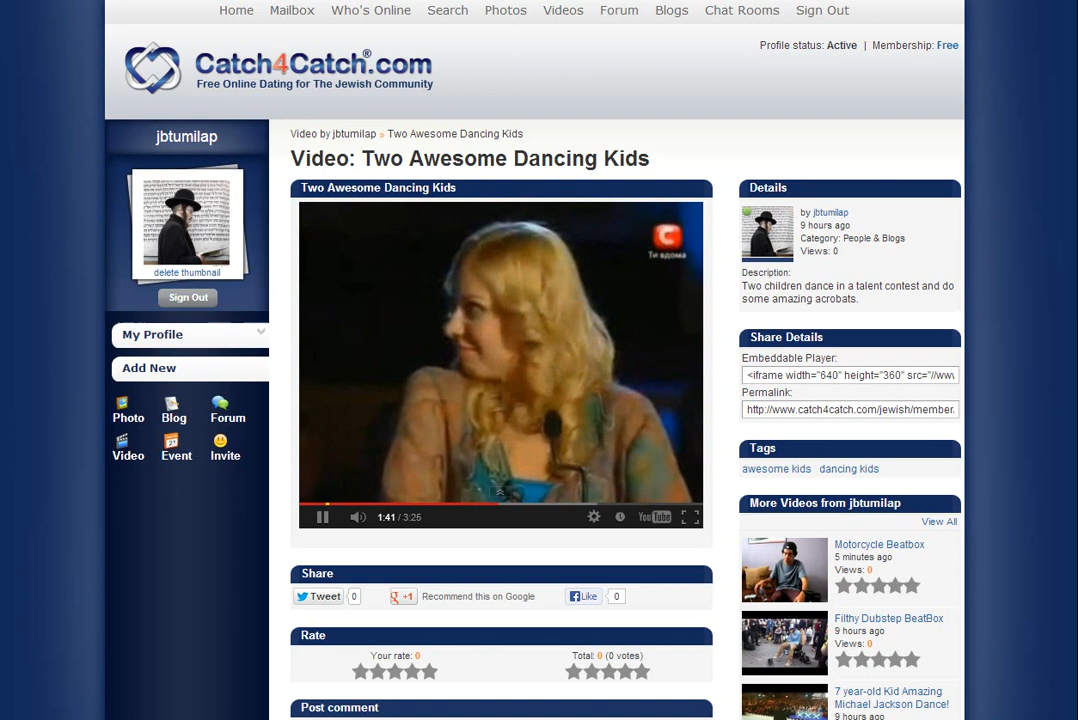 Home Mailbox Who's Online Search Photos Videos Forum Blogs Chat Rooms Sign Out
Profile status: Active | Membership: Free
Catch4Catch.com®
Free Online Dating for The Jewish Community
jbtumilap
delete thumbnail
Sign Out
My Profile
Add New
Photo Blog Forum
Video Event Invite
Video by jbtumilap » Two Awesome Dancing Kids
Video: Two Awesome Dancing Kids
Two Awesome Dancing Kids
Ти вдома
1:41 / 3:25
YouTube
Share
Tweet 0
g +1 Recommend this on Google
Like 0
Rate
Your rate: 0
Total: 0 (0 votes)
Post comment
Details
by jbtumilap
9 hours ago
Category: People & Blogs
Views: 0
Description:
Two children dance in a talent contest and do
some amazing acrobats.
Share Details
Embeddable Player:
<iframe width="640" height="360" src="//www
Permalink:
http://www.catch4catch.com/jewish/member.
Tags
awesome kids dancing kids
More Videos from jbtumilap
View All
Motorcycle Beatbox
5 minutes ago
Views: 0
Filthy Dubstep BeatBox
9 hours ago
Views: 0
7 year-old Kid Amazing
Michael Jackson Dance!
9 hours ago